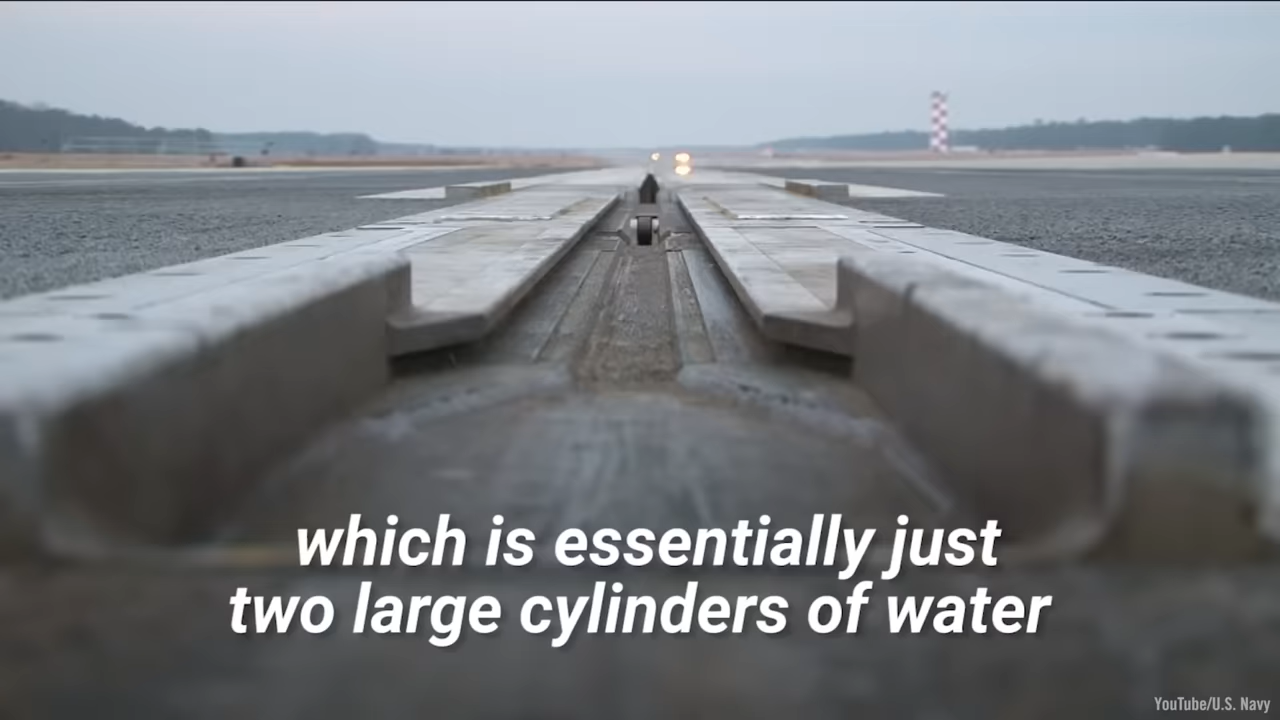 which is essentially just
two large cylinders of water
YouTube/U.S. Navy